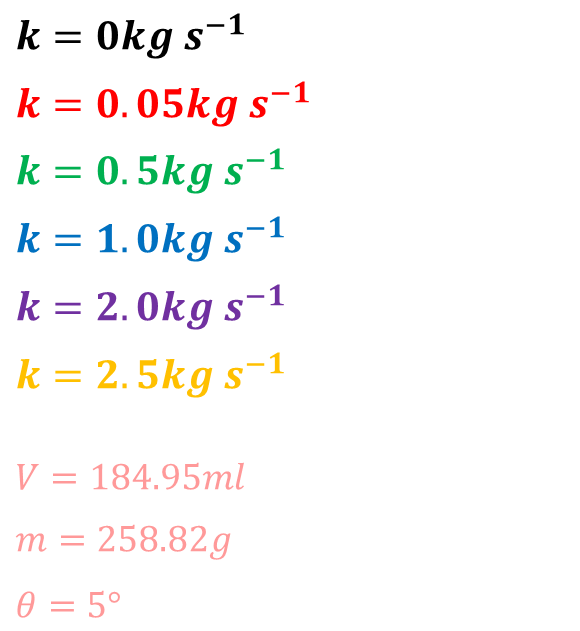 k = 0kg s⁻¹
k = 0.05kg s⁻¹
k = 0.5kg s⁻¹
k = 1.0kg s⁻¹
k = 2.0kg s⁻¹
k = 2.5kg s⁻¹
V = 184.95ml
m = 258.82g
θ = 5°